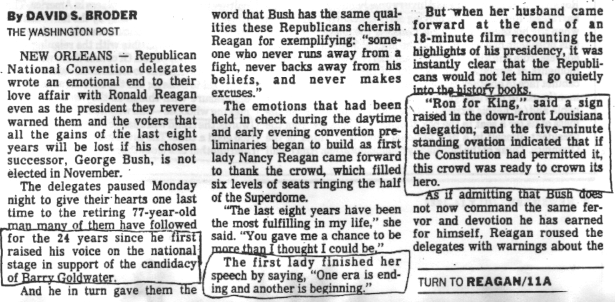 By DAVID S. BRODER
THE WASHINGTON POST
NEW ORLEANS — Republican
National Convention delegates
wrote an emotional end to their
love affair with Ronald Reagan
even as the president they revere
warned them and the voters that
all the gains of the last eight
years will be lost if his chosen
successor, George Bush, is not
elected in November.
The delegates paused Monday
night to give their hearts one last
time to the retiring 77-year-old
man many of them have followed
for the 24 years since he first
raised his voice on the national
stage in support of the candidacy
of Barry Goldwater.
And he in turn gave them the
word that Bush has the same qual-
ities these Republicans cherish
Reagan for exemplifying: "some-
one who never runs away from a
fight, never backs away from his
beliefs, and never makes
excuses."
The emotions that had been
held in check during the daytime
and early evening convention pre-
liminaries began to build as first
lady Nancy Reagan came forward
to thank the crowd, which filled
six levels of seats ringing the half
of the Superdome.
"The last eight years have been
the most fulfilling in my life," she
said. "You gave me a chance to be
more than I thought I could be."
The first lady finished her
speech by saying, "One era is end-
ing and another is beginning."
But when her husband came
forward at the end of an
18-minute film recounting the
highlights of his presidency, it was
instantly clear that the Republi-
cans would not let him go quietly
into the history books.
"Ron for King," said a sign
raised in the down-front Louisiana
delegation; and the five-minute
standing ovation indicated that if
the Constitution had permitted it,
this crowd was ready to crown its
hero.
As if admitting that Bush does
not now command the same fer-
vor and devotion he has earned
for himself, Reagan roused the
delegates with warnings about the
TURN TO REAGAN/11A